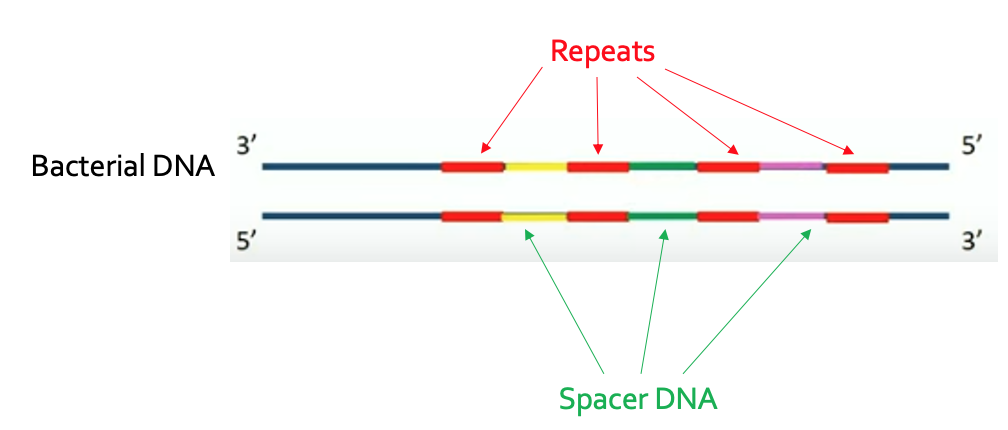 Repeats
3’ 5’
Bacterial DNA
5’ 3’
Spacer DNA